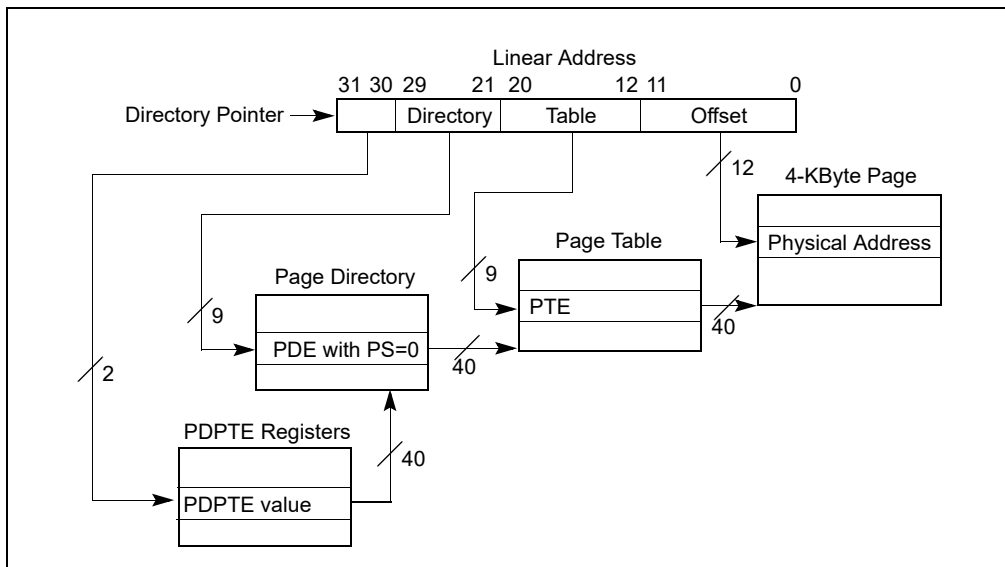 Linear Address
31 30 29 21 20 12 11 0
Directory Pointer
Directory Table Offset
12
4-KByte Page
Physical Address
Page Table
9
PTE
40
Page Directory
9
PDE with PS=0
40
2
PDPTE Registers
40
PDPTE value